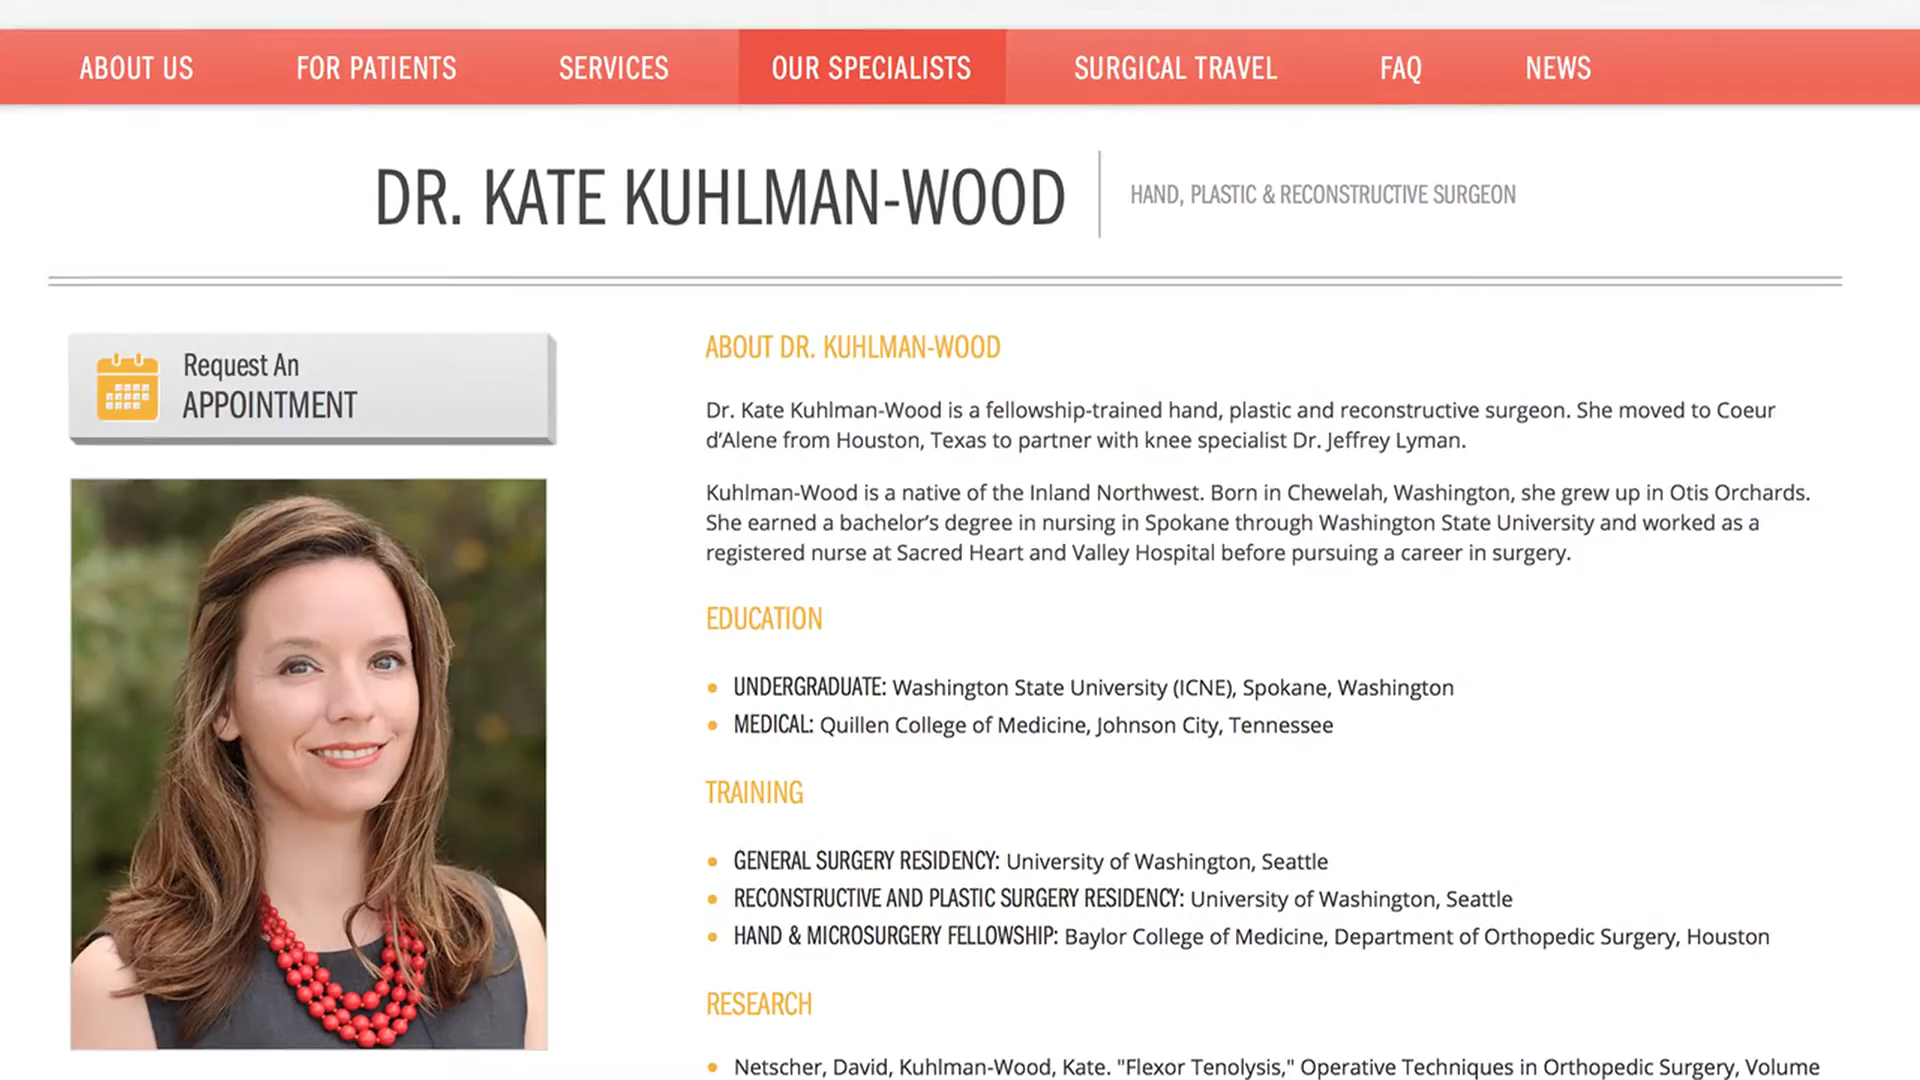 ABOUT US FOR PATIENTS SERVICES OUR SPECIALISTS SURGICAL TRAVEL FAQ NEWS
DR. KATE KUHLMAN-WOOD
HAND, PLASTIC & RECONSTRUCTIVE SURGEON
Request An
APPOINTMENT
ABOUT DR. KUHLMAN-WOOD
Dr. Kate Kuhlman-Wood is a fellowship-trained hand, plastic and reconstructive surgeon. She moved to Coeur
d’Alene from Houston, Texas to partner with knee specialist Dr. Jeffrey Lyman.
Kuhlman-Wood is a native of the Inland Northwest. Born in Chewelah, Washington, she grew up in Otis Orchards.
She earned a bachelor’s degree in nursing in Spokane through Washington State University and worked as a
registered nurse at Sacred Heart and Valley Hospital before pursuing a career in surgery.
EDUCATION
• UNDERGRADUATE: Washington State University (ICNE), Spokane, Washington
• MEDICAL: Quillen College of Medicine, Johnson City, Tennessee
TRAINING
• GENERAL SURGERY RESIDENCY: University of Washington, Seattle
• RECONSTRUCTIVE AND PLASTIC SURGERY RESIDENCY: University of Washington, Seattle
• HAND & MICROSURGERY FELLOWSHIP: Baylor College of Medicine, Department of Orthopedic Surgery, Houston
RESEARCH
• Netscher, David, Kuhlman-Wood, Kate. "Flexor Tenolysis," Operative Techniques in Orthopedic Surgery, Volume